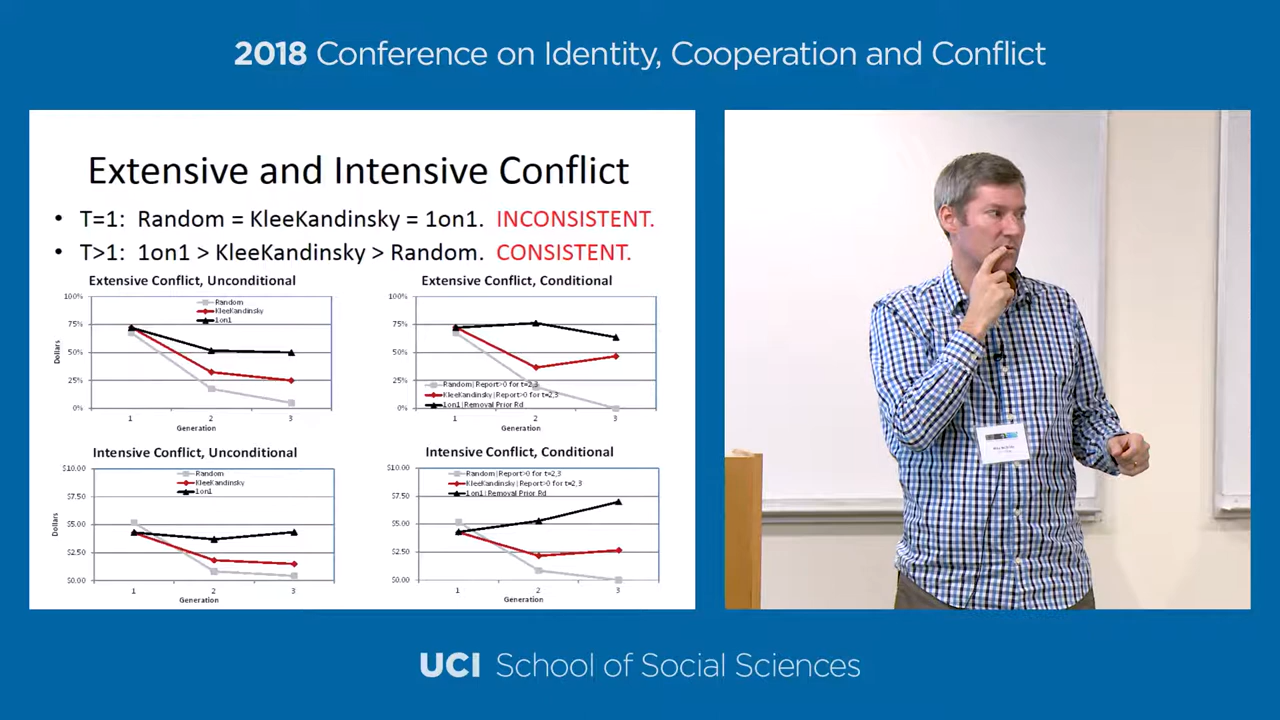 2018 Conference on Identity, Cooperation and Conflict
Extensive and Intensive Conflict
• T=1: Random = KleeKandinsky = 1on1. INCONSISTENT.
• T>1: 1on1 > KleeKandinsky > Random. CONSISTENT.
Extensive Conflict, Unconditional
100%
75%
50%
25%
0%
Dollars
Random
KleeKandinsky
1on1
1 2 3
Generation
Extensive Conflict, Conditional
100%
75%
50%
25%
0%
Random|Report>0 for t=2,3
KleeKandinsky|Report>0 for t=2,3
1on1|Removal Prior Rd
1 2 3
Generation
Intensive Conflict, Unconditional
$10.00
$7.50
$5.00
$2.50
$0.00
Dollars
Random
KleeKandinsky
1on1
1 2 3
Generation
Intensive Conflict, Conditional
$10.00
$7.50
$5.00
$2.50
$0.00
Random|Report>0 for t=2,3
KleeKandinsky|Report>0 for t=2,3
1on1|Removal Prior Rd
1 2 3
Generation
UCI School of Social Sciences